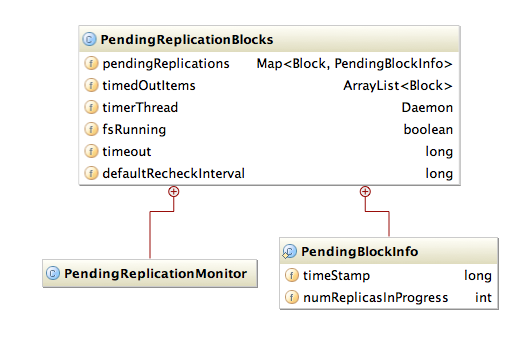 PendingReplicationBlocks
pendingReplications Map<Block, PendingBlockInfo>
timedOutItems ArrayList<Block>
timerThread Daemon
fsRunning boolean
timeout long
defaultRecheckInterval long
PendingReplicationMonitor
PendingBlockInfo
timeStamp long
numReplicasInProgress int